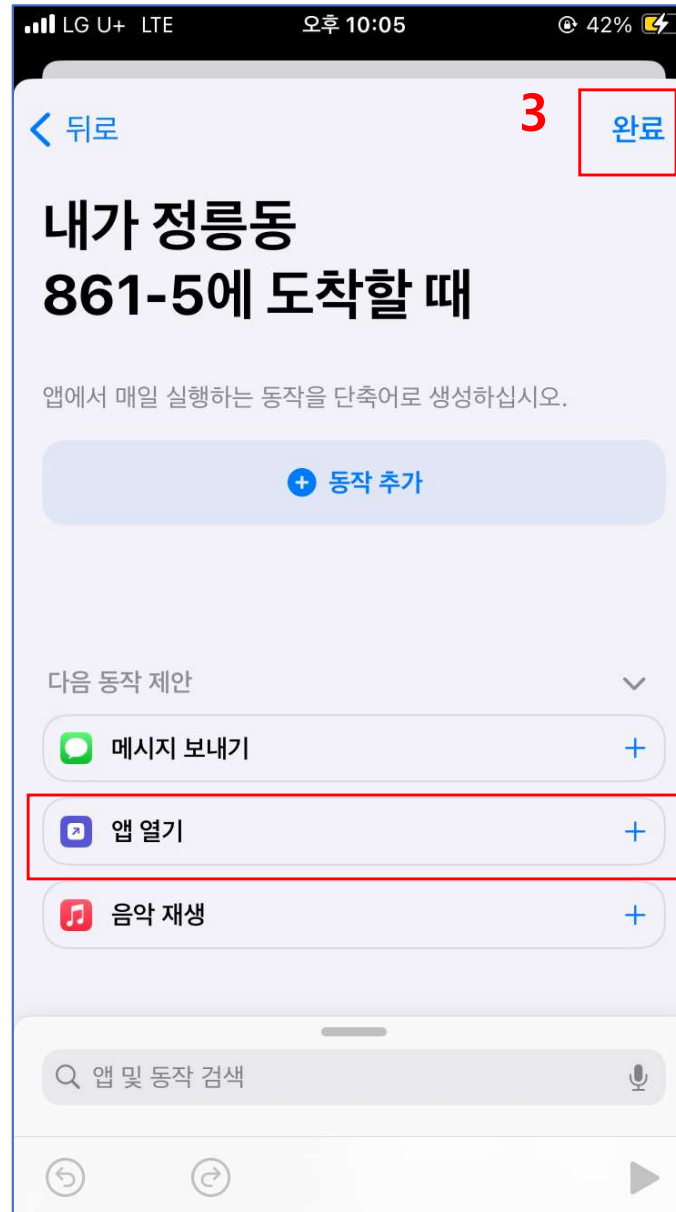 LG U+ LTE 오후 10:05 42%
3
뒤로 완료
내가 정릉동
861-5에 도착할 때
앱에서 매일 실행하는 동작을 단축어로 생성하십시오.
동작 추가
다음 동작 제안
메시지 보내기
앱 열기
음악 재생
앱 및 동작 검색